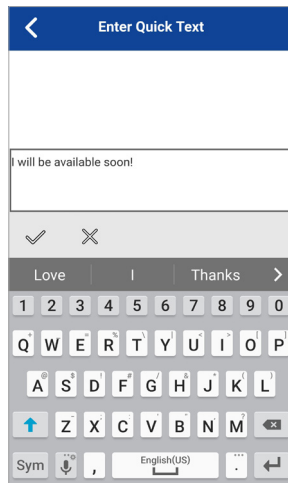 Enter Quick Text
I will be available soon!
Love I Thanks
1 2 3 4 5 6 7 8 9 0
Q W E R T Y U I O P
A S D F G H J K L
Z X C V B N M
Sym , English(US) .